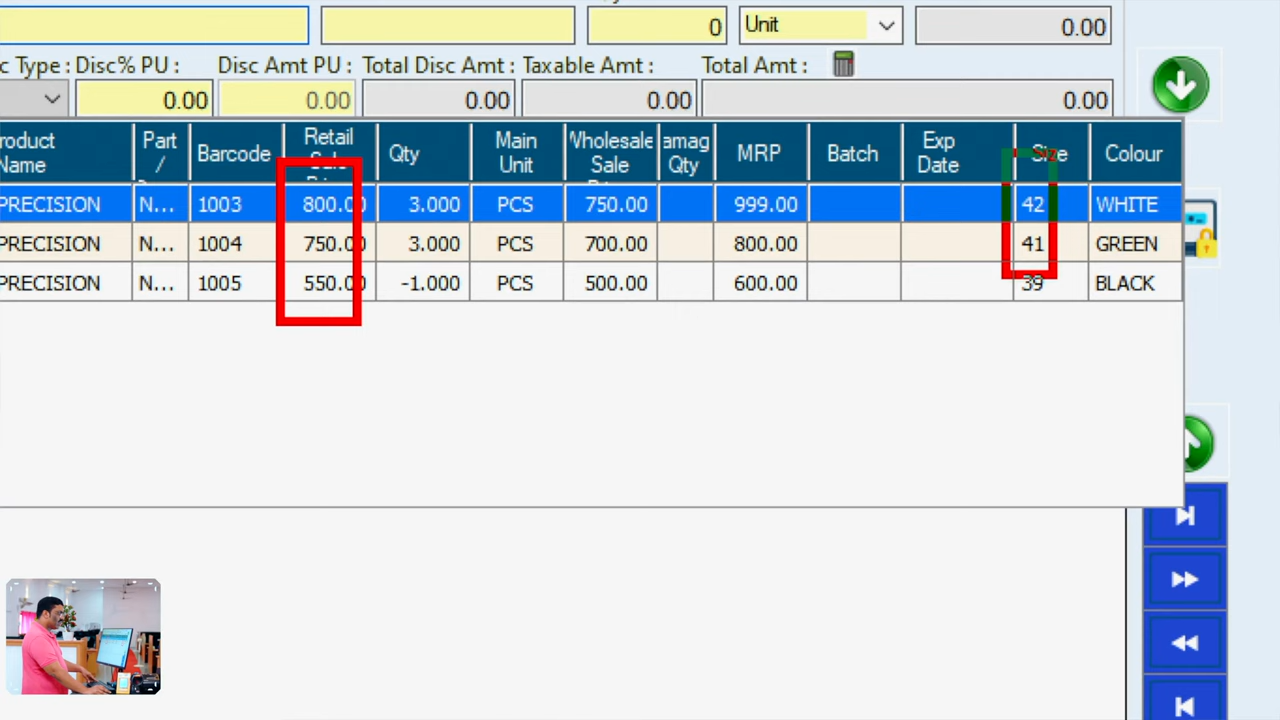 0 Unit 0.00
c Type : Disc% PU : Disc Amt PU : Total Disc Amt : Taxable Amt : Total Amt :
0.00 0.00 0.00 0.00 0.00
roduct Name Part / Barcode Retail Sale Qty Main Unit Wholesale Sale amag Qty MRP Batch Exp Date Size Colour
PRECISION N... 1003 800.00 3.000 PCS 750.00 999.00 42 WHITE
PRECISION N... 1004 750.00 3.000 PCS 700.00 800.00 41 GREEN
PRECISION N... 1005 550.00 -1.000 PCS 500.00 600.00 39 BLACK